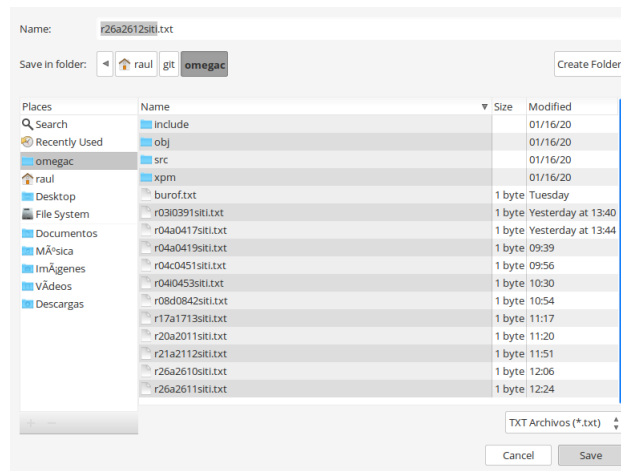 Name: r26a2612siti.txt
Save in folder: raul git omegac Create Folder
Places Name Size Modified
Search include 01/16/20
Recently Used obj 01/16/20
omegac src 01/16/20
raul xpm 01/16/20
Desktop burof.txt 1 byte Tuesday
File System r03i0391siti.txt 1 byte Yesterday at 13:40
Documentos r04a0417siti.txt 1 byte Yesterday at 13:44
MÃºsica r04a0419siti.txt 1 byte 09:39
ImÃ¡genes r04c0451siti.txt 1 byte 09:56
VÃdeos r04i0453siti.txt 1 byte 10:30
Descargas r08d0842siti.txt 1 byte 10:54
r17a1713siti.txt 1 byte 11:17
r20a2011siti.txt 1 byte 11:20
r21a2112siti.txt 1 byte 11:51
r26a2610siti.txt 1 byte 12:06
r26a2611siti.txt 1 byte 12:24
TXT Archivos (*.txt)
Cancel Save